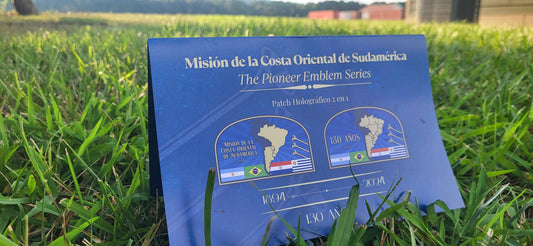 Misión de la Costa Oriental de Sudamérica
The Pioneer Emblem Series
Patch Holográfico 2 en 1
MISIÓN DE LA
COSTA ORIENTAL
DE SUDAMÉRICA
130 AÑOS
1894
2024
130 AÑOS